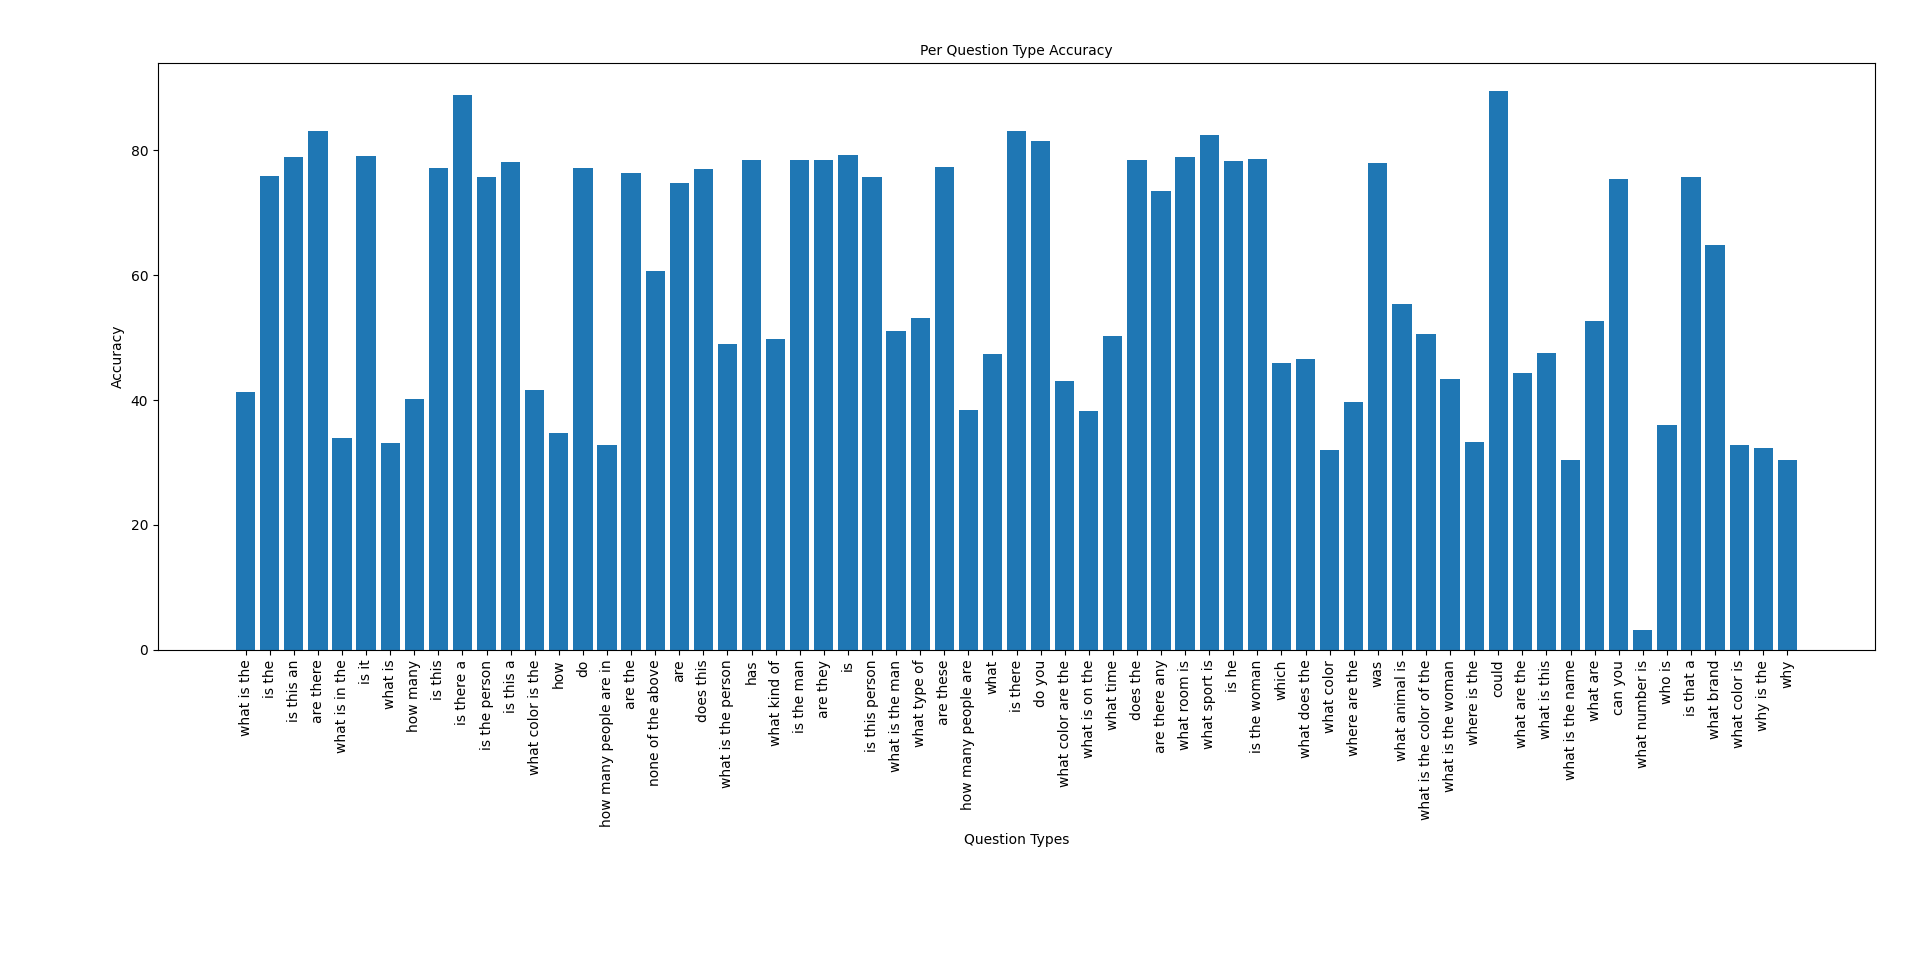 Per Question Type Accuracy
Accuracy
80
60
40
20
0
what is the
is the
is this an
are there
what is in the
is it
what is
how many
is this
is there a
is the person
is this a
what color is the
how
do
how many people are in
are the
none of the above
are
does this
what is the person
has
what kind of
is the man
are they
is
is this person
what is the man
what type of
are these
how many people are
what
is there
do you
what color are the
what is on the
what time
does the
are there any
what room is
what sport is
is he
is the woman
which
what does the
what color
where are the
was
what animal is
what is the color of the
what is the woman
where is the
could
what are the
what is this
what is the name
what are
can you
what number is
who is
is that a
what brand
what color is
why is the
why
Question Types